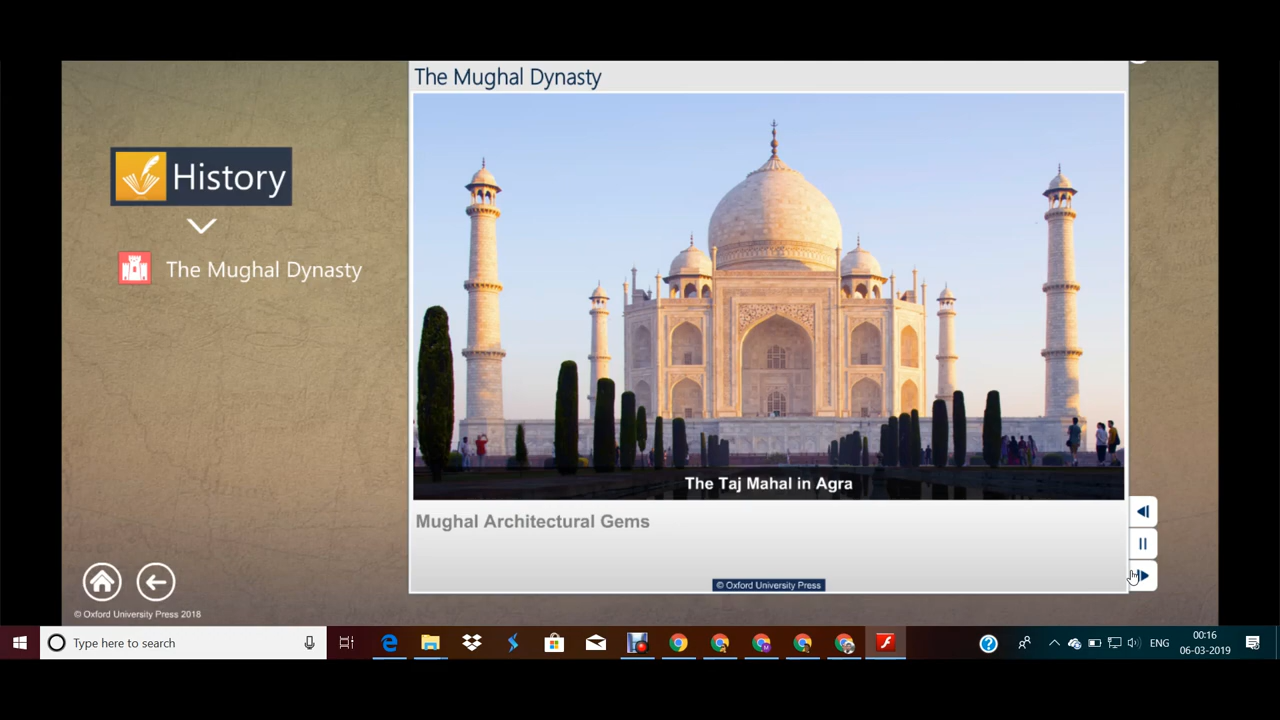 The Mughal Dynasty
History
The Mughal Dynasty
The Taj Mahal in Agra
Mughal Architectural Gems
© Oxford University Press
© Oxford University Press 2018
Type here to search
ENG
00:16
06-03-2019